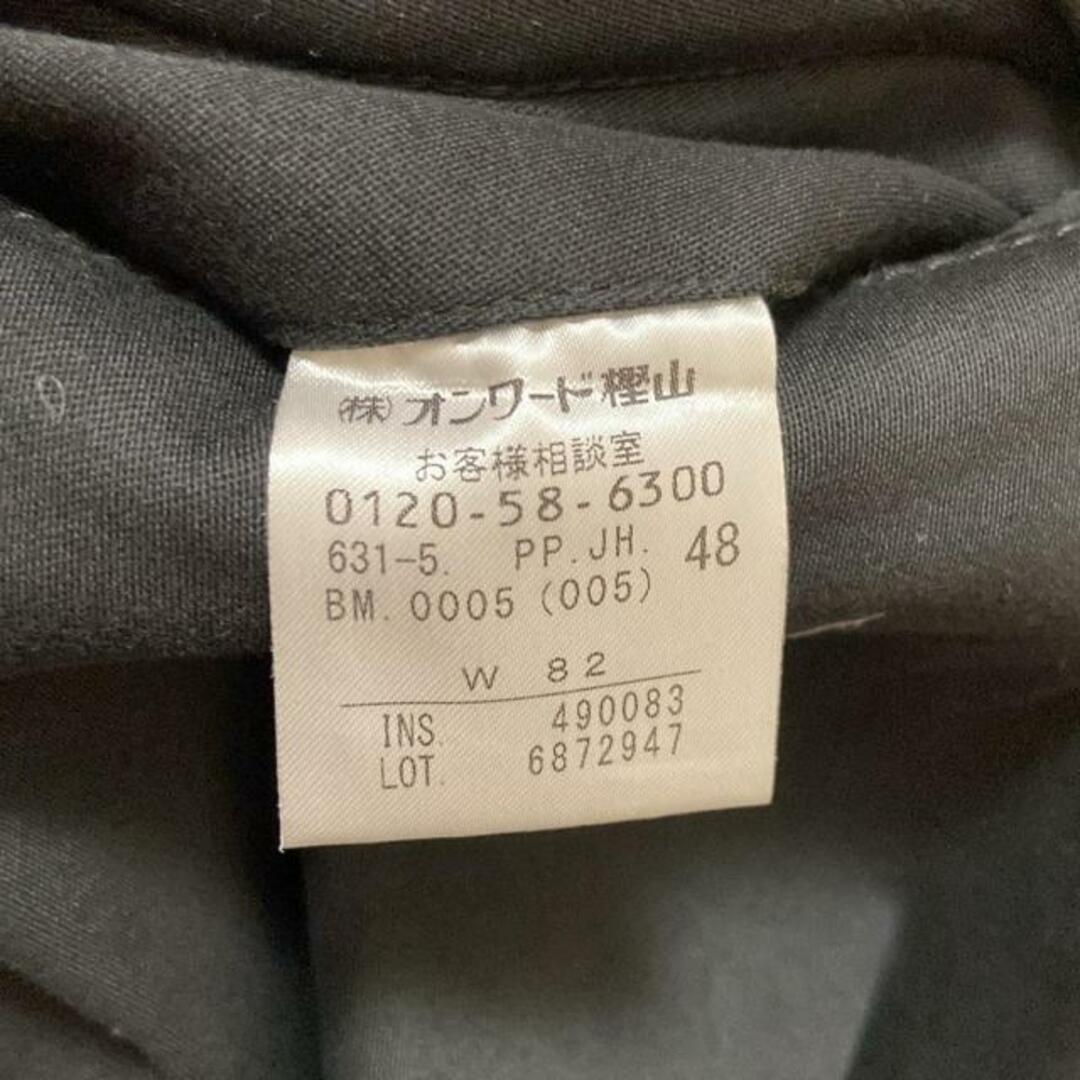 (株)オンワード樫山
お客様相談室
0120-58-6300
631-5. PP.JH. 48
BM. 0005 (005)
W 82
INS. 490083
LOT. 6872947